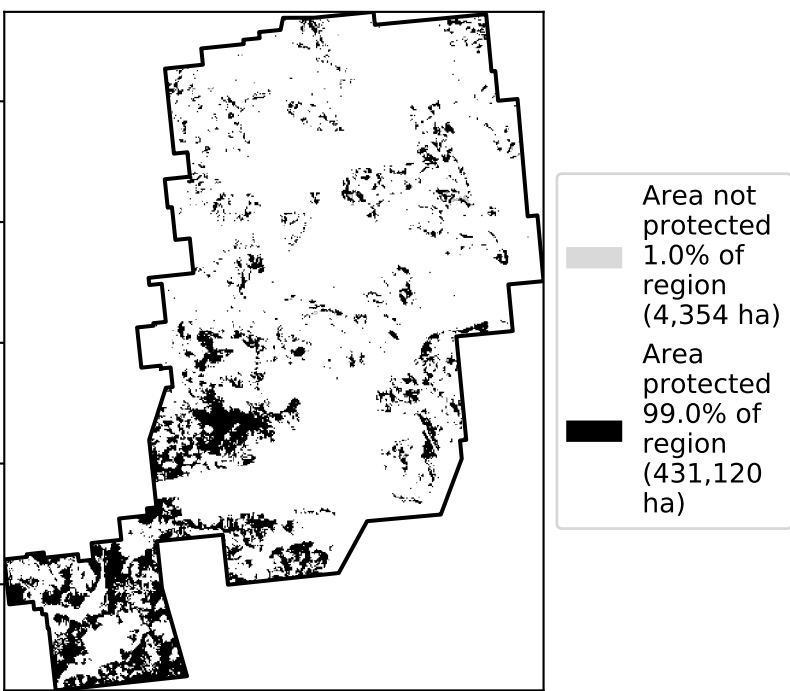 Area not
protected
1.0% of
region
(4,354 ha)
Area
protected
99.0% of
region
(431,120
ha)